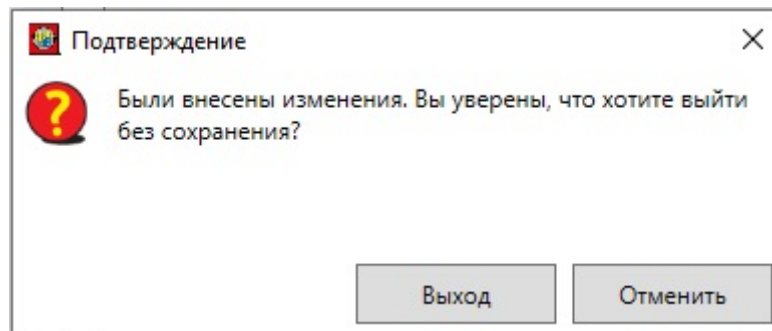 Подтверждение
Были внесены изменения. Вы уверены, что хотите выйти
без сохранения?
Выход
Отменить